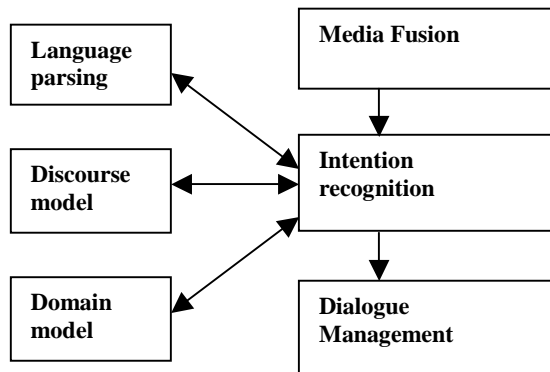 Language
parsing
Media Fusion
Discourse
model
Intention
recognition
Domain
model
Dialogue
Management